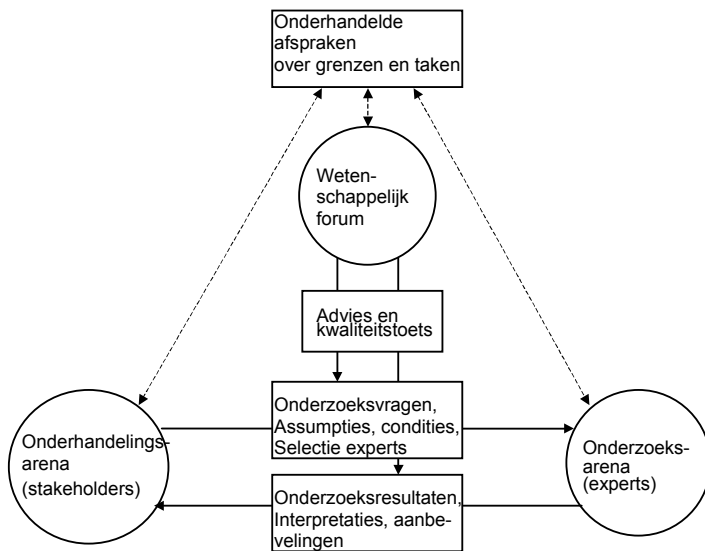 Onderhandelde
afspraken
over grenzen en taken
Weten-
schappelijk
forum
Advies en
kwaliteitstoets
Onderzoeksvragen,
Assumpties, condities,
Selectie experts
Onderhandelings-
arena
(stakeholders)
Onderzoeks-
arena
(experts)
Onderzoeksresultaten,
Interpretaties, aanbe-
velingen